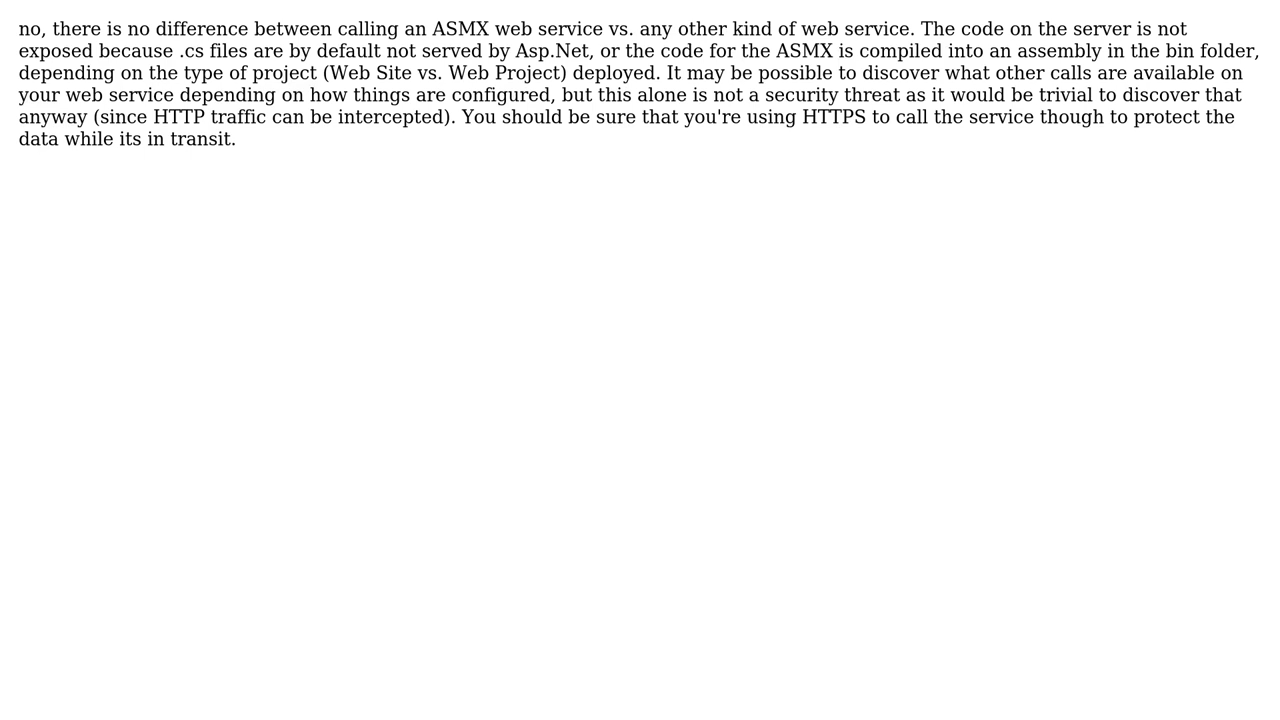 no, there is no difference between calling an ASMX web service vs. any other kind of web service. The code on the server is not
exposed because .cs files are by default not served by Asp.Net, or the code for the ASMX is compiled into an assembly in the bin folder,
depending on the type of project (Web Site vs. Web Project) deployed. It may be possible to discover what other calls are available on
your web service depending on how things are configured, but this alone is not a security threat as it would be trivial to discover that
anyway (since HTTP traffic can be intercepted). You should be sure that you're using HTTPS to call the service though to protect the
data while its in transit.